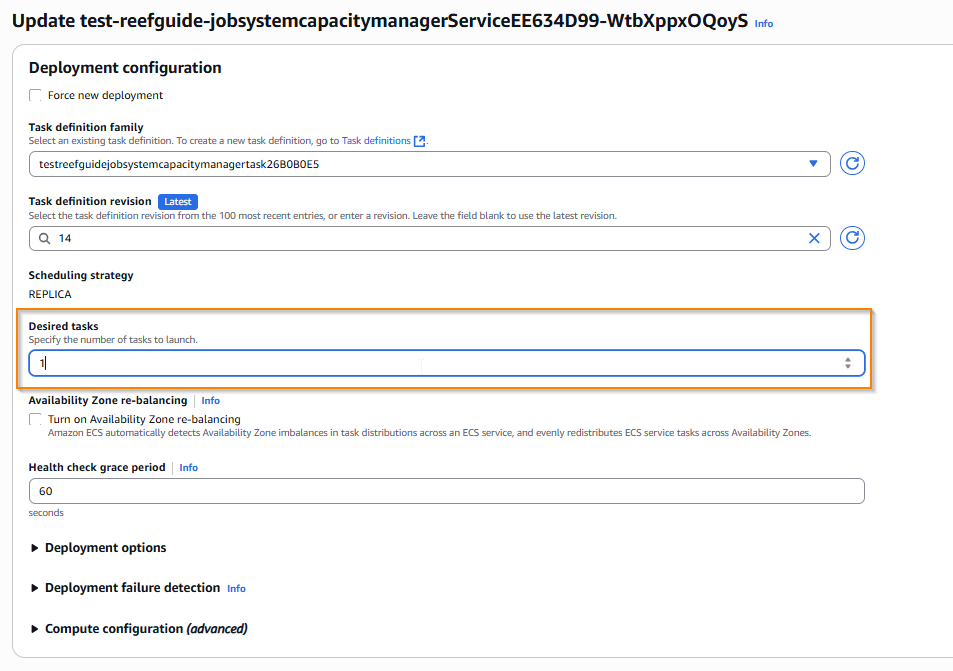 Update test-reefguide-jobsystemcapacitymanagerServiceEE634D99-WtbXppxOQoyS Info
Deployment configuration
Force new deployment
Task definition family
Select an existing task definition. To create a new task definition, go to Task definitions.
testreefguidejobsystemcapacitymanagertask26B0B0E5
Task definition revision Latest
Select the task definition revision from the 100 most recent entries, or enter a revision. Leave the field blank to use the latest revision.
14
Scheduling strategy
REPLICA
Desired tasks
Specify the number of tasks to launch.
1
Availability Zone re-balancing Info
Turn on Availability Zone re-balancing
Amazon ECS automatically detects Availability Zone imbalances in task distributions across an ECS service, and evenly redistributes ECS service tasks across Availability Zones.
Health check grace period Info
60
seconds
Deployment options
Deployment failure detection Info
Compute configuration (advanced)